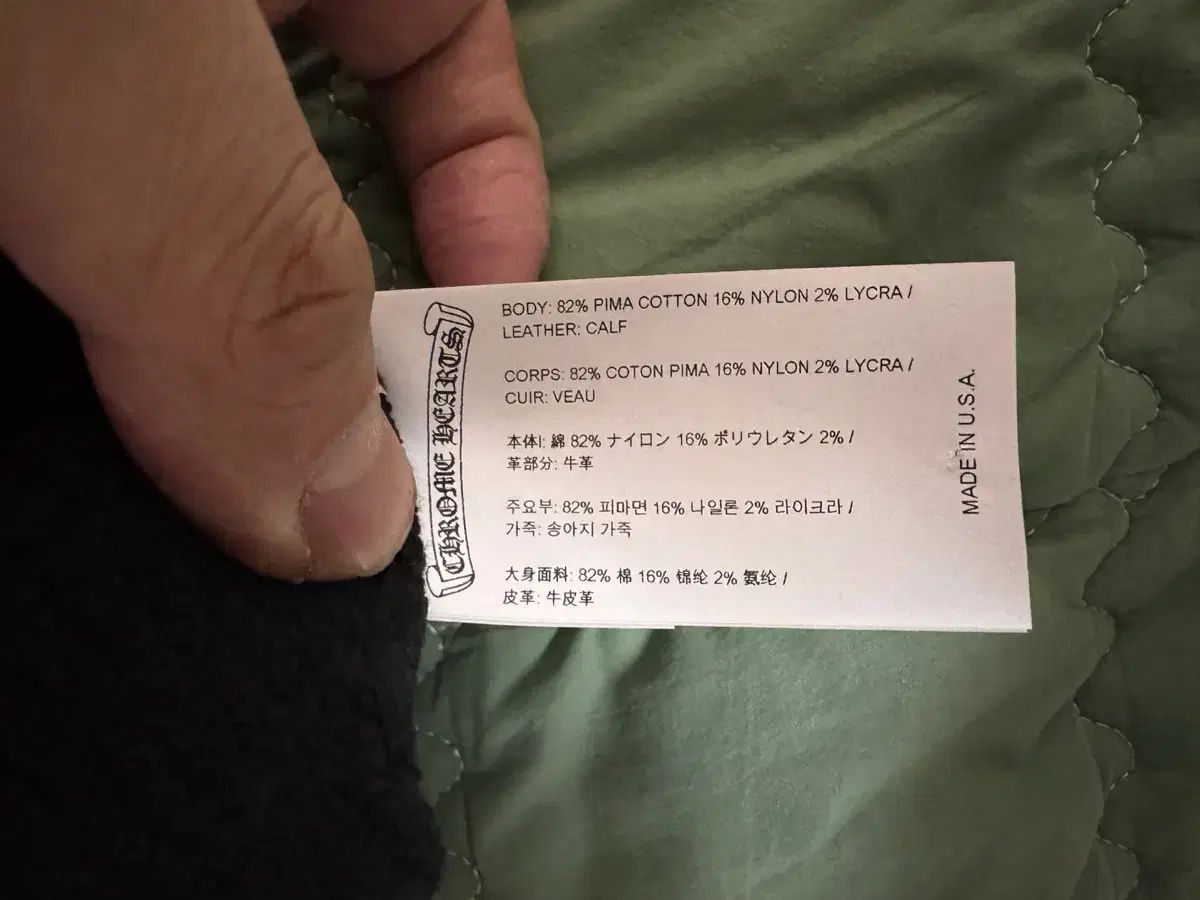 CHROME HEARTS
BODY: 82% PIMA COTTON 16% NYLON 2% LYCRA /
LEATHER: CALF
CORPS: 82% COTON PIMA 16% NYLON 2% LYCRA /
CUIR: VEAU
本体I: 綿 82% ナイロン 16% ポリウレタン 2% /
革部分: 牛革
주요부: 82% 피마면 16% 나일론 2% 라이크라 /
가죽: 송아지 가죽
大身面料: 82% 棉 16% 锦纶 2% 氨纶 /
皮革: 牛皮革
MADE IN U.S.A.